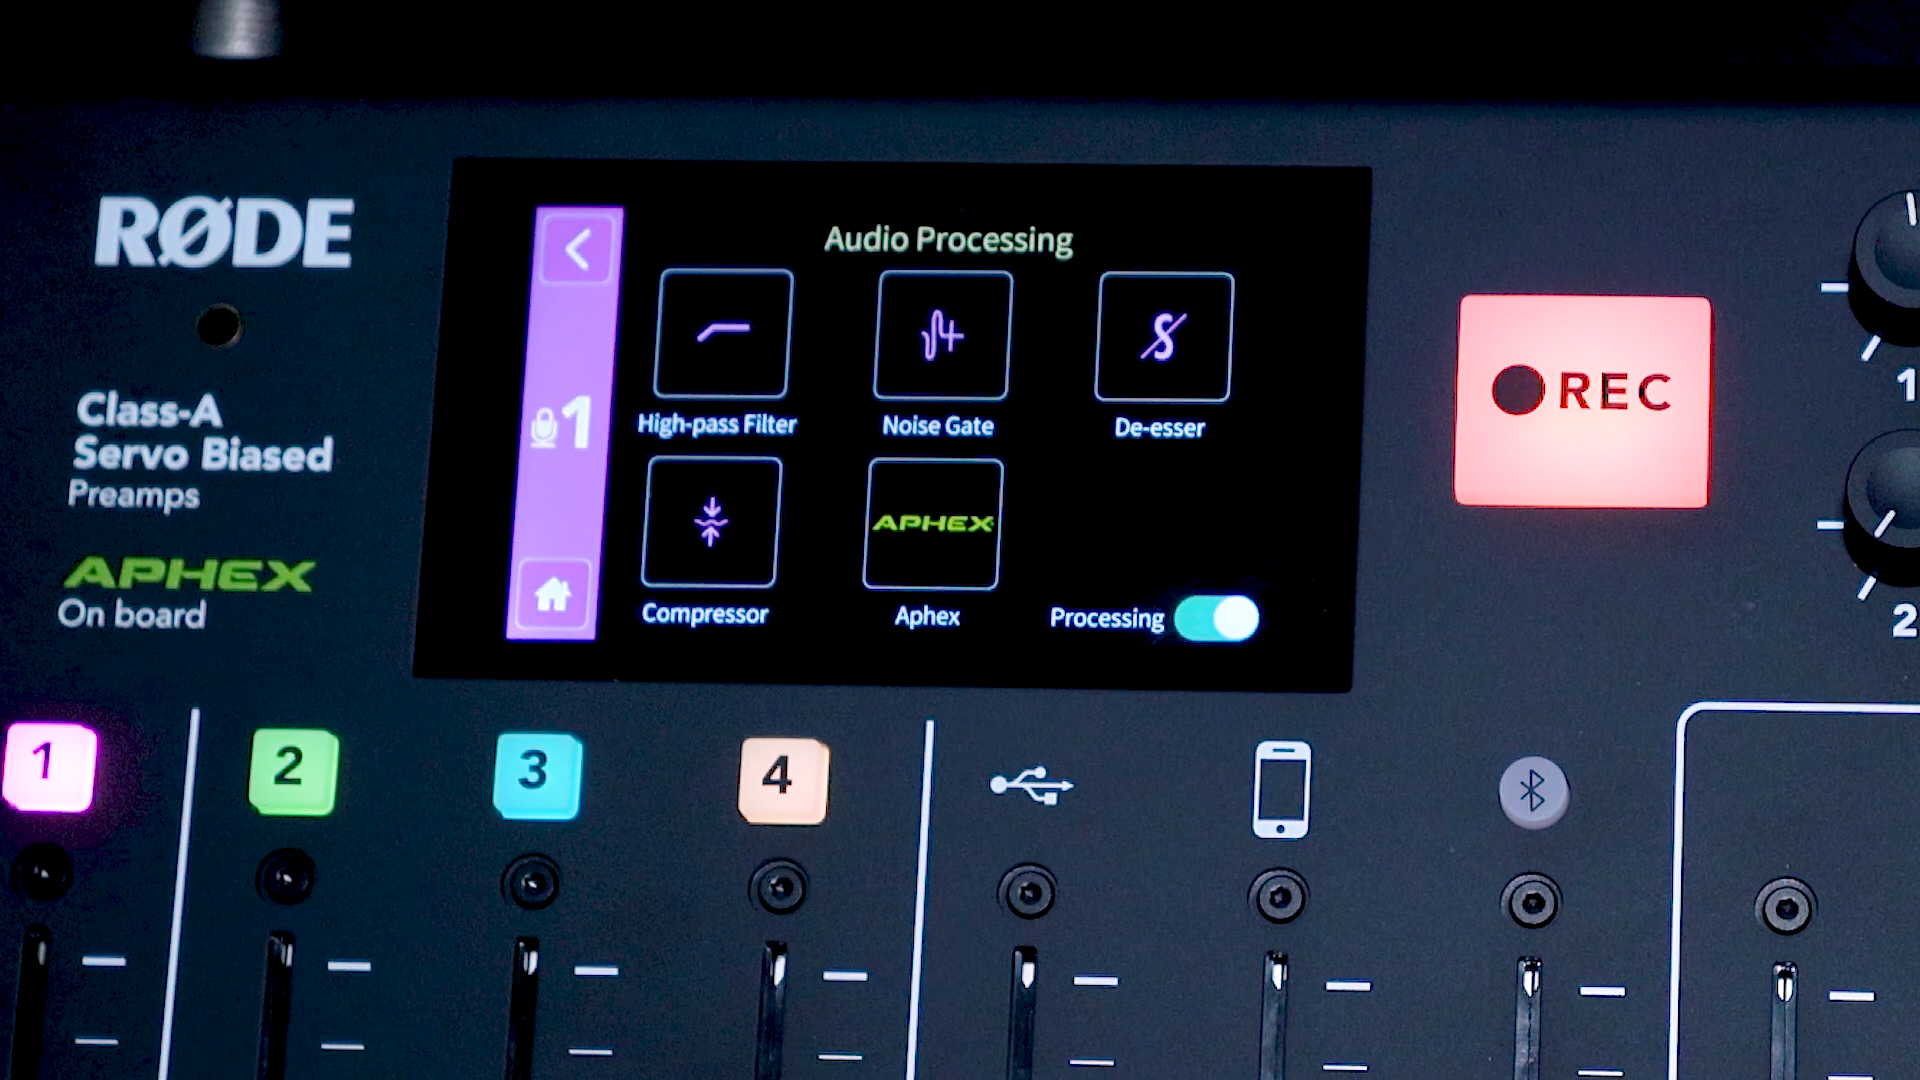 RØDE
Class-A
Servo Biased
Preamps
APHEX
On board
Audio Processing
1
High-pass Filter
Noise Gate
De-esser
APHEX
Compressor
Aphex
Processing
REC
1
2
1
2
3
4